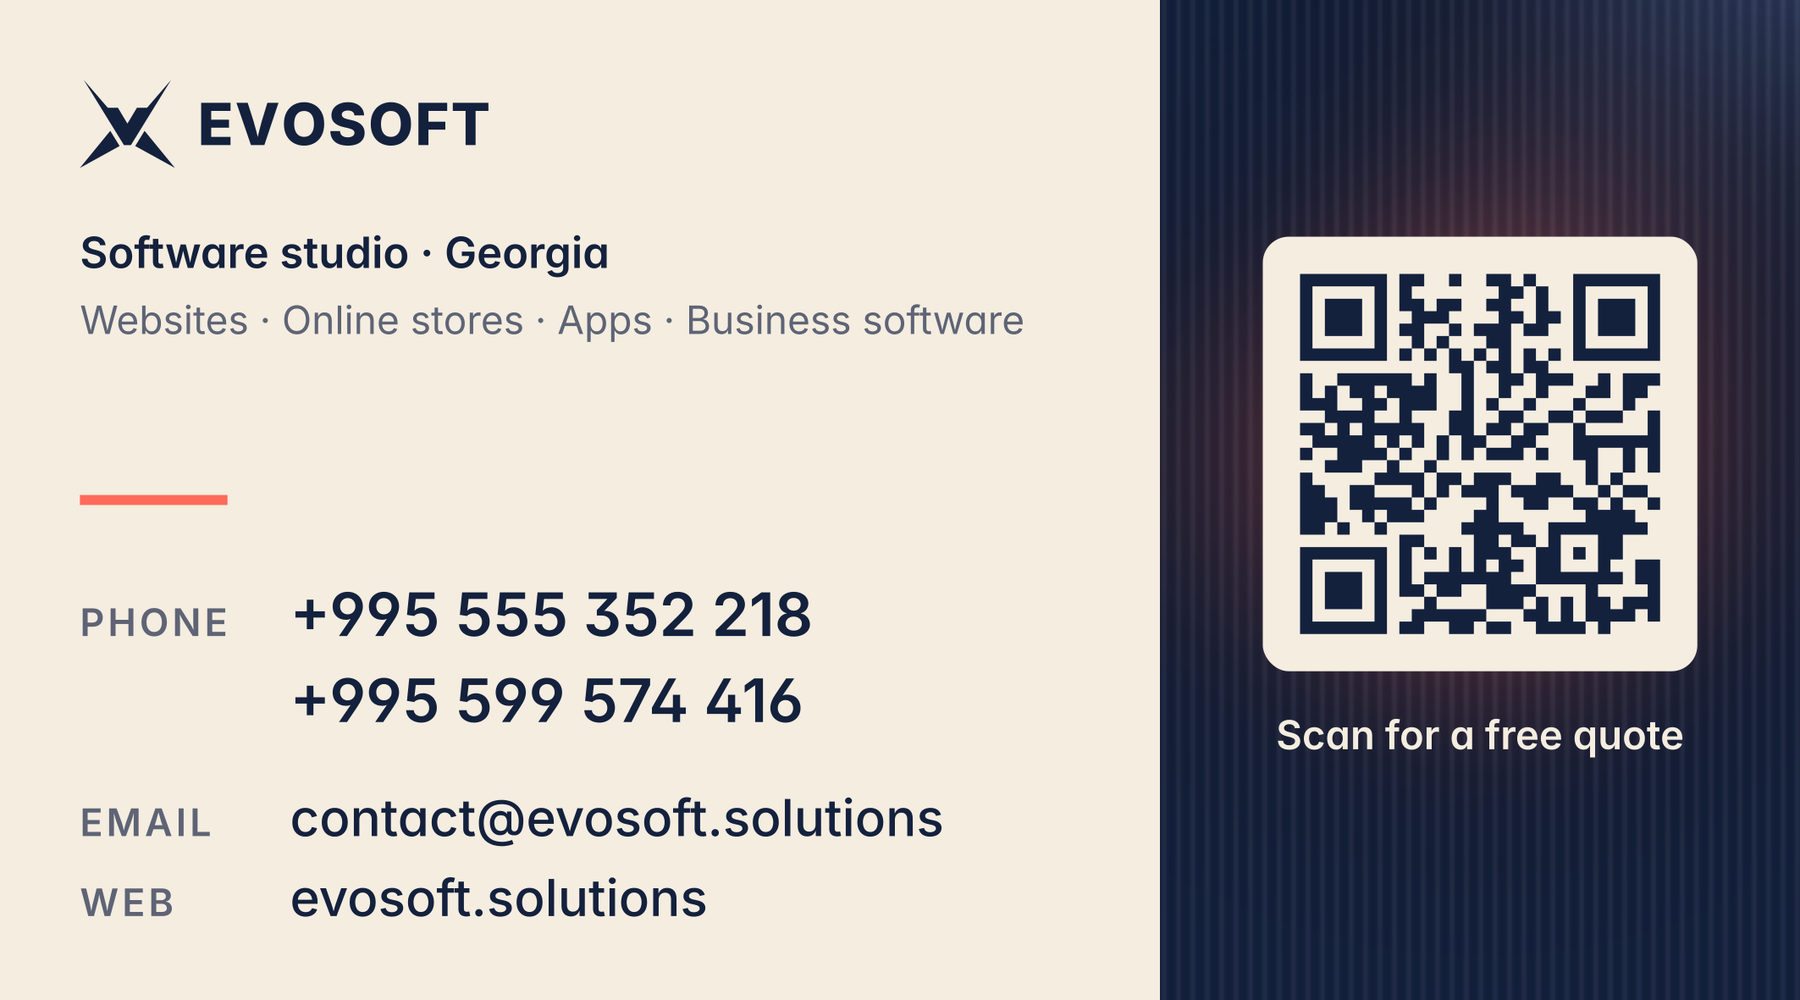 EVOSOFT
Software studio · Georgia
Websites · Online stores · Apps · Business software
PHONE +995 555 352 218
+995 599 574 416
EMAIL contact@evosoft.solutions
WEB evosoft.solutions
Scan for a free quote